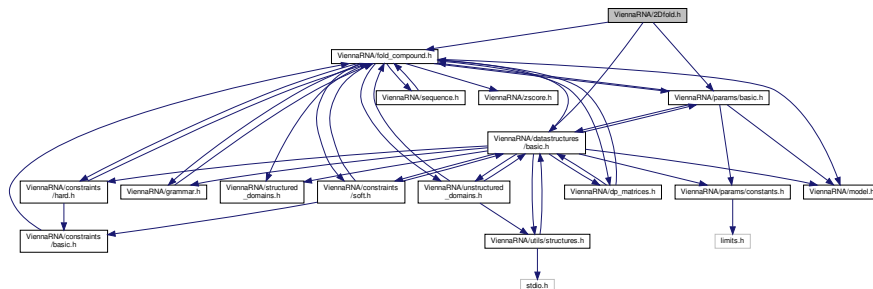 ViennaRNA/2Dfold.h
ViennaRNA/fold_compound.h
ViennaRNA/sequence.h
ViennaRNA/zscore.h
ViennaRNA/params/basic.h
ViennaRNA/datastructures
/basic.h
ViennaRNA/constraints
/hard.h
ViennaRNA/grammar.h
ViennaRNA/structured
_domains.h
ViennaRNA/constraints
/soft.h
ViennaRNA/unstructured
_domains.h
ViennaRNA/dp_matrices.h
ViennaRNA/params/constants.h
ViennaRNA/model.h
ViennaRNA/constraints
/basic.h
ViennaRNA/utils/structures.h
limits.h
stdio.h